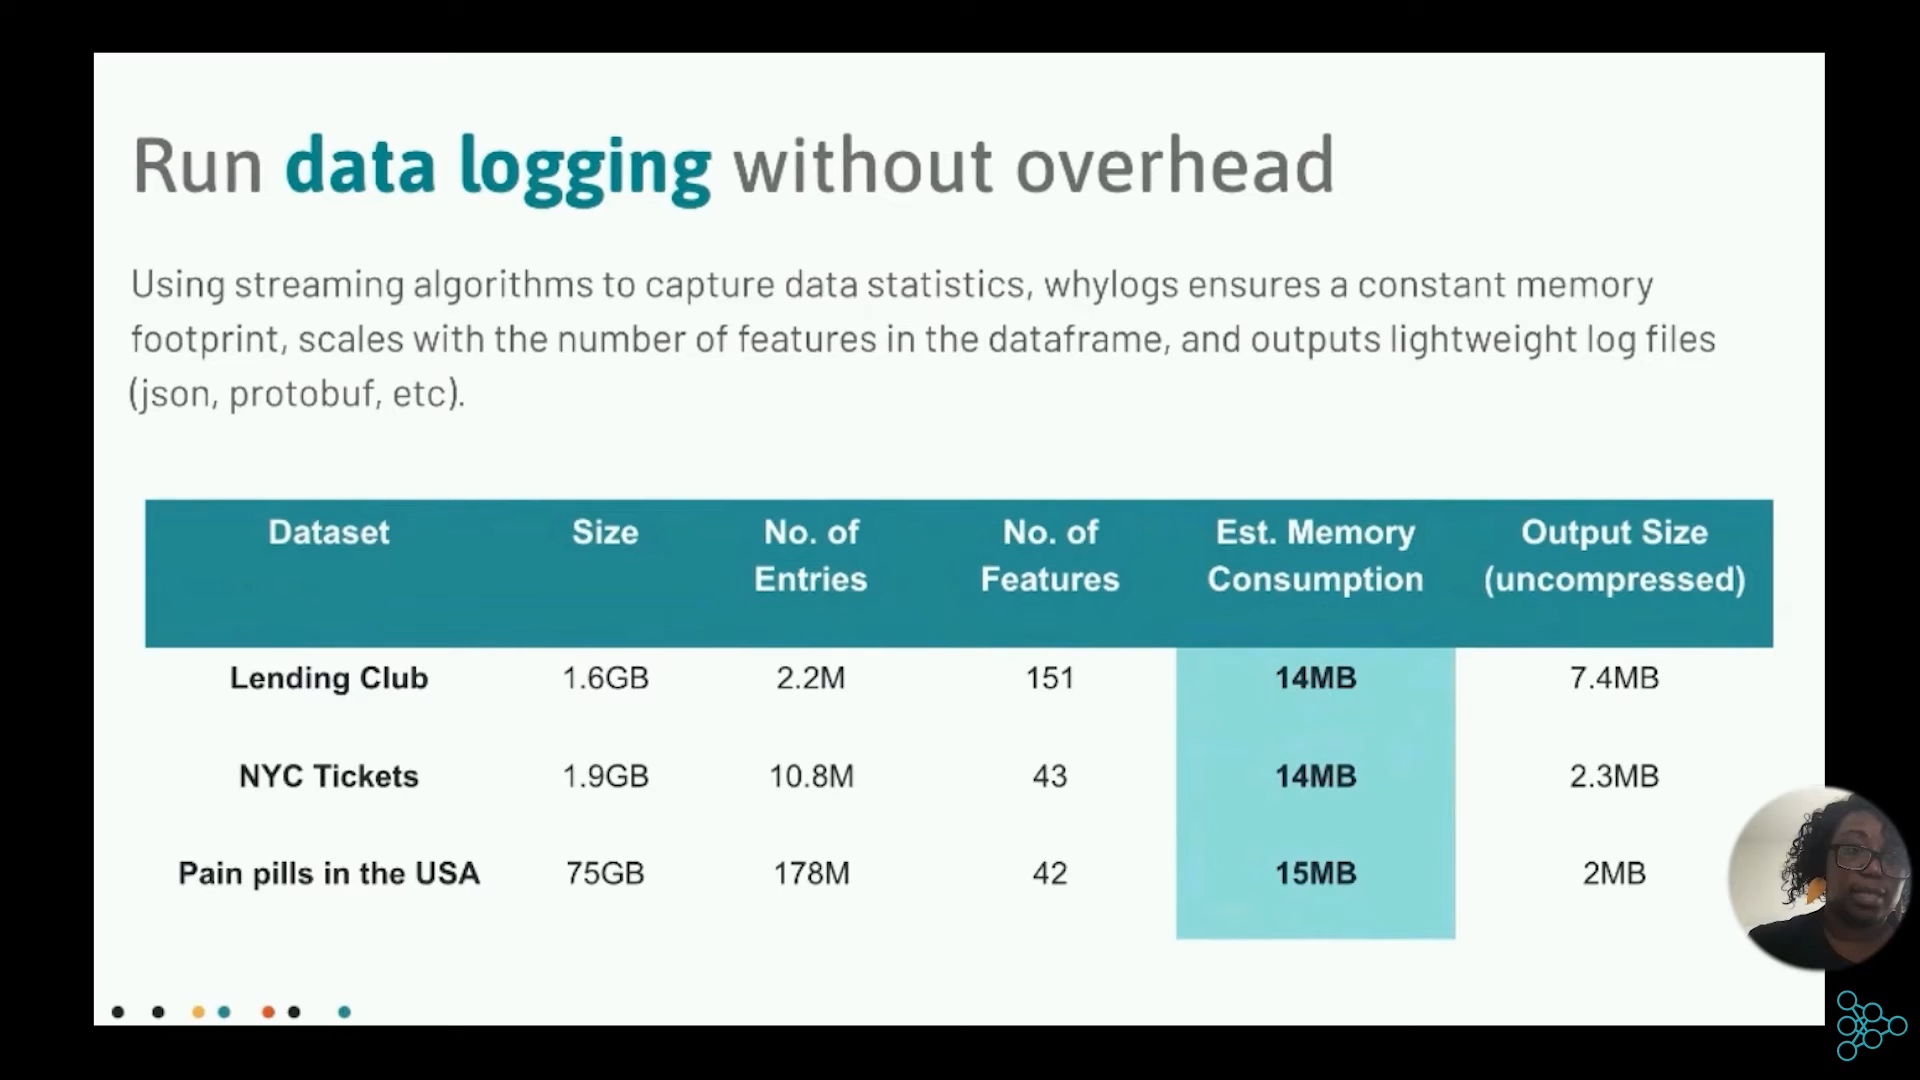 Run data logging without overhead
Using streaming algorithms to capture data statistics, whylogs ensures a constant memory
footprint, scales with the number of features in the dataframe, and outputs lightweight log files
(json, protobuf, etc).
Dataset Size No. of Entries No. of Features Est. Memory Consumption Output Size (uncompressed)
Lending Club 1.6GB 2.2M 151 14MB 7.4MB
NYC Tickets 1.9GB 10.8M 43 14MB 2.3MB
Pain pills in the USA 75GB 178M 42 15MB 2MB